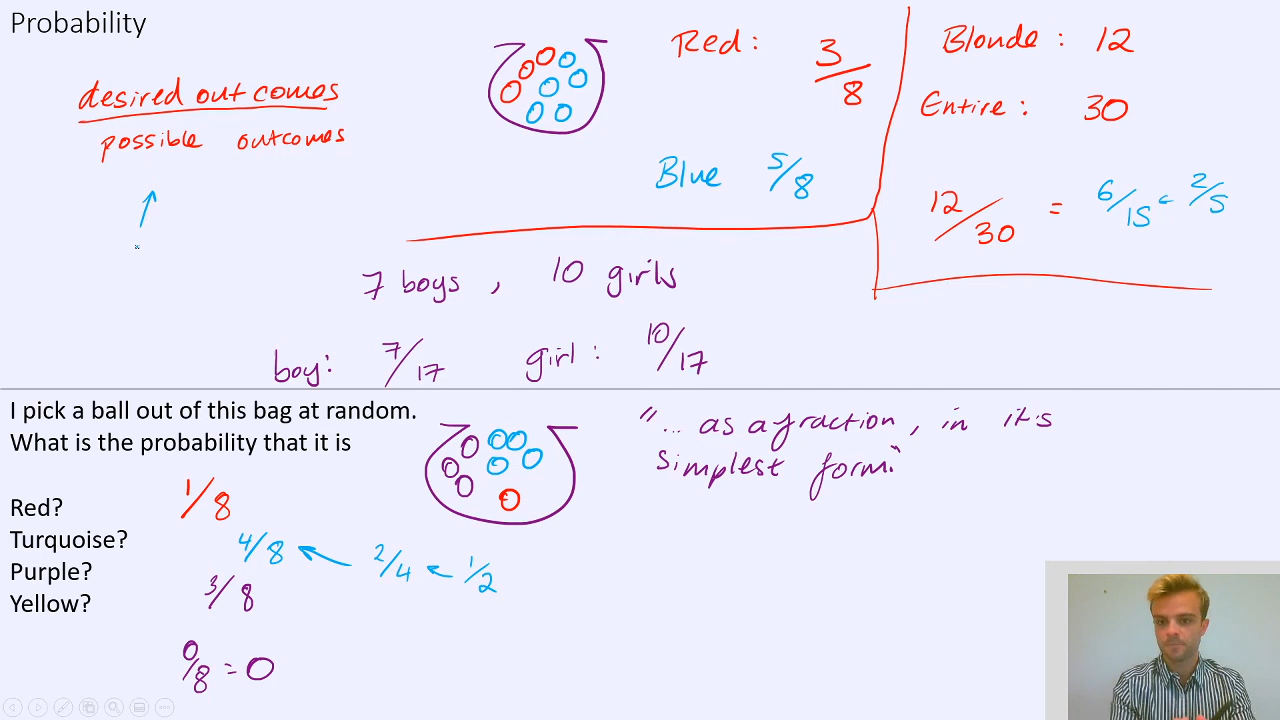 Probability
desired outcomes
possible outcomes
Red : 3/8
Blue 5/8
Blonde : 12
Entire : 30
12/30 = 6/15 = 2/5
7 boys , 10 girls
boy: 7/17 girl : 10/17
I pick a ball out of this bag at random.
What is the probability that it is
Red? 1/8
Turquoise? 4/8 2/4 1/2
Purple? 3/8
Yellow?
0/8 = 0
"... as a fraction, in it's
simplest form."